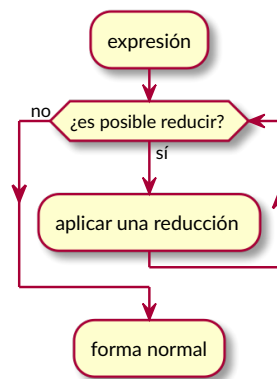 expresión
no
¿es posible reducir?
sí
aplicar una reducción
forma normal